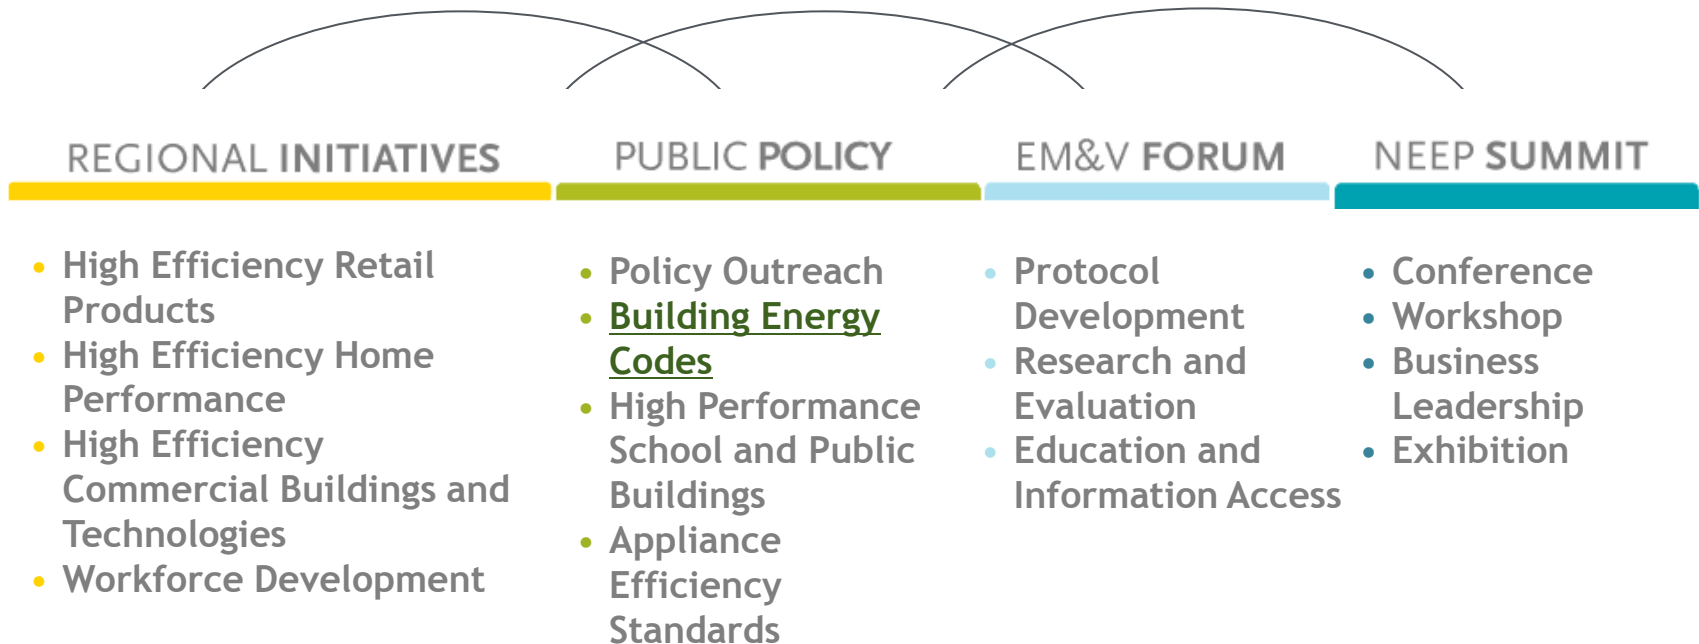 REGIONAL INITIATIVES
High Efficiency Retail
Products
High Efficiency Home
Performance
High Efficiency
Commercial Buildings and
Technologies
Workforce Development
PUBLIC POLICY
Policy Outreach
Building Energy
Codes
High Performance
School and Public
Buildings
Appliance
Efficiency
Standards
EM&V FORUM
Protocol
Development
Research and
Evaluation
Education and
Information Access
NEEP SUMMIT
Conference
Workshop
Business
Leadership
Exhibition